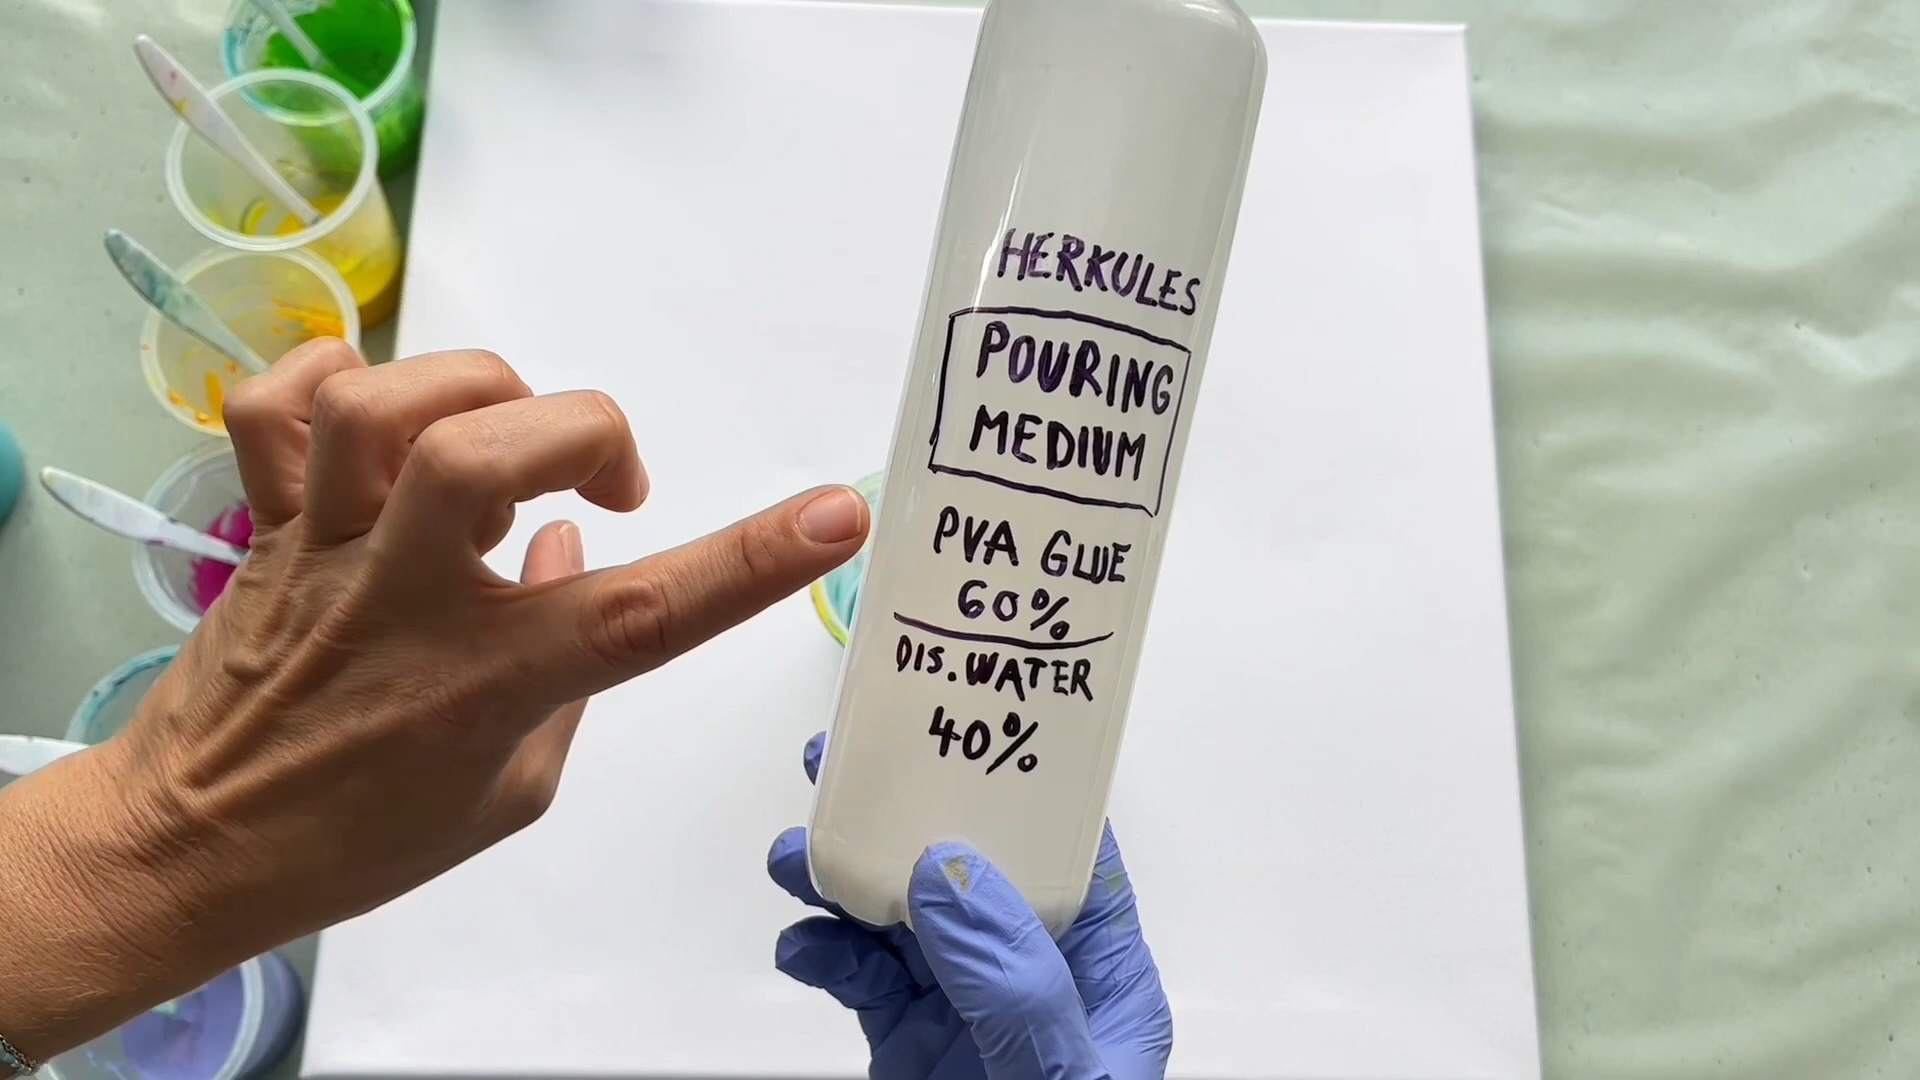 HERKULES
POURING
MEDIUM
PVA GLUE
60%
DIS. WATER
40%